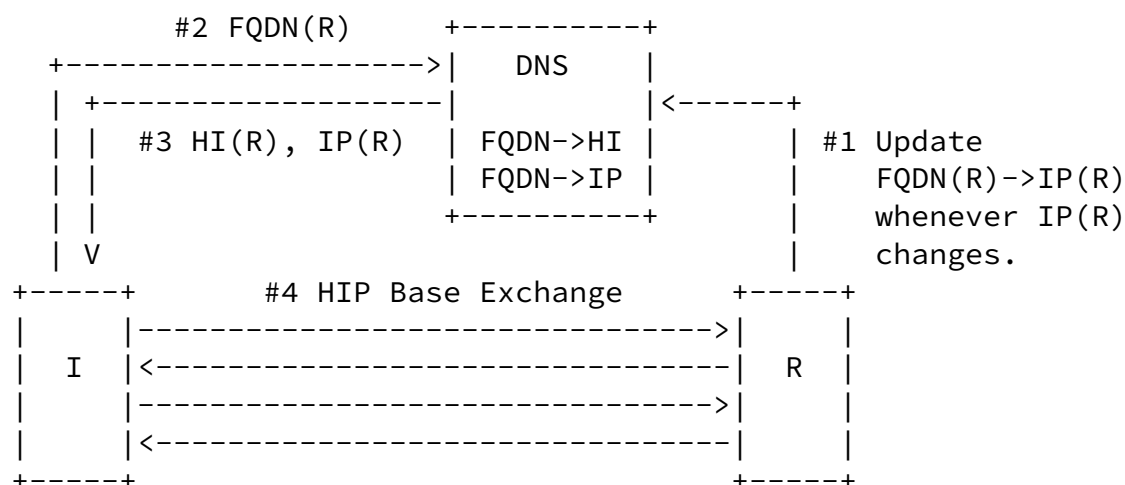 #2 FQDN(R)
DNS
#3 HI(R), IP(R)
FQDN->HI
FQDN->IP
#1 Update
FQDN(R)->IP(R)
whenever IP(R)
changes.
V
#4 HIP Base Exchange
I
R